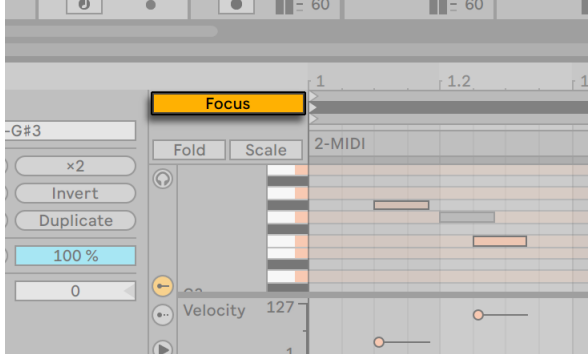 60
60
1
1.2
1
Focus
-G#3
Fold
Scale
2-MIDI
×2
Invert
Duplicate
100 %
0
Velocity
127
1